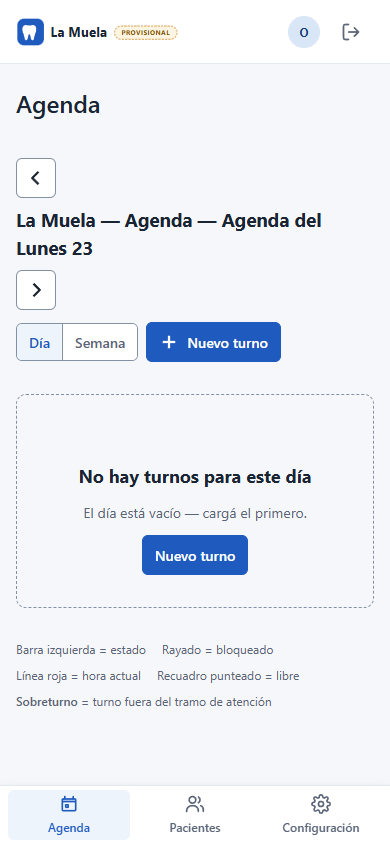 La Muela PROVISIONAL O
Agenda
La Muela — Agenda — Agenda del
Lunes 23
Día Semana Nuevo turno
No hay turnos para este día
El día está vacío — cargá el primero.
Nuevo turno
Barra izquierda = estado Rayado = bloqueado
Línea roja = hora actual Recuadro punteado = libre
Sobreturno = turno fuera del tramo de atención
Agenda Pacientes Configuración